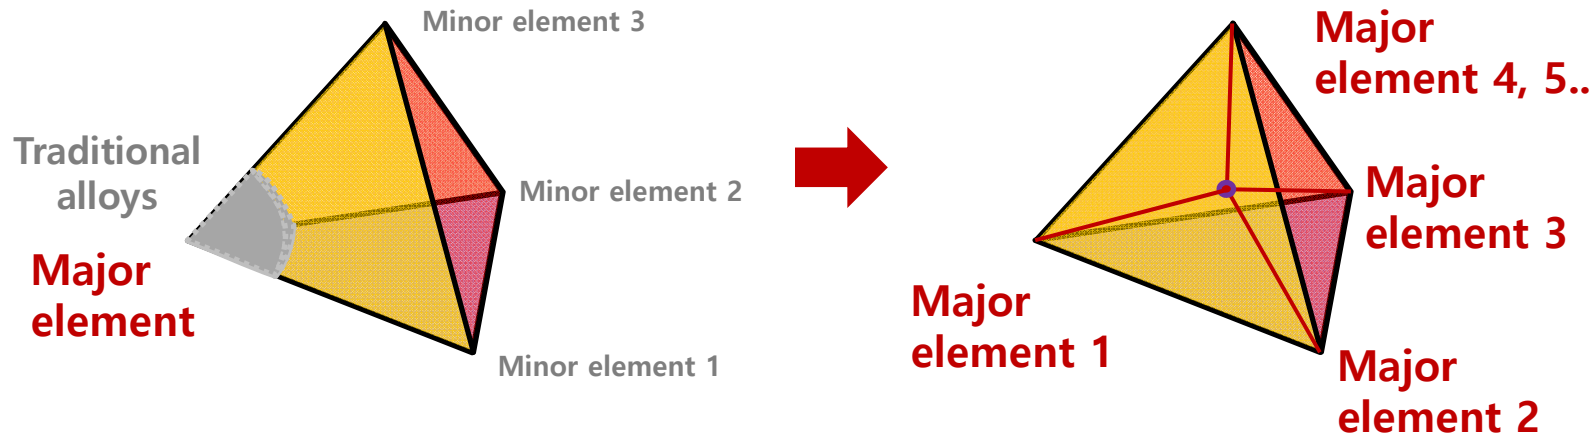 Minor element 3
Traditional
alloys
Minor element 2
Major
element
Minor element 1
Major
element 4, 5..
Major
element 3
Major
element 1
Major
element 2